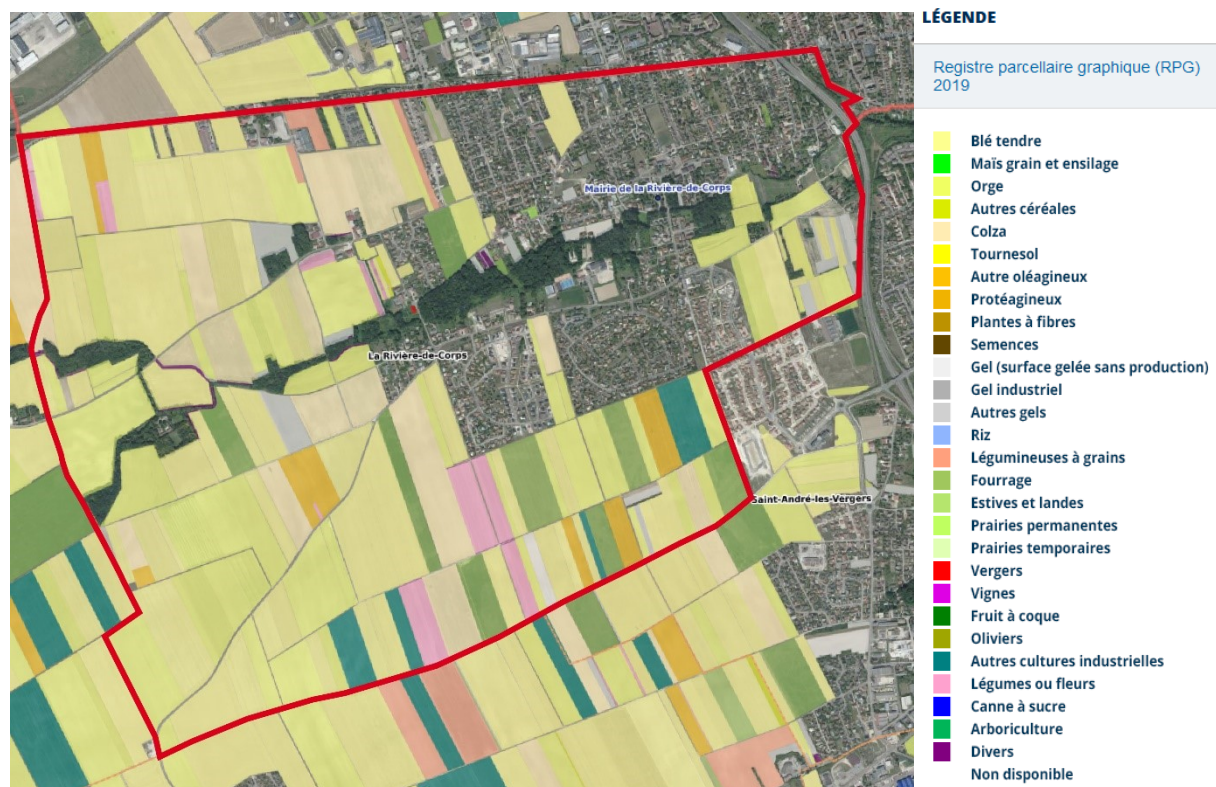 LÉGENDE
Registre parcellaire graphique (RPG)
2019
Blé tendre
Maïs grain et ensilage
Orge
Autres céréales
Colza
Tournesol
Autre oléagineux
Protéagineux
Plantes à fibres
Semences
Gel (surface gelée sans production)
Gel industriel
Autres gels
Riz
Légumineuses à grains
Fourrage
Estives et landes
Prairies permanentes
Prairies temporaires
Vergers
Vignes
Fruit à coque
Oliviers
Autres cultures industrielles
Légumes ou fleurs
Canne à sucre
Arboriculture
Divers
Non disponible
Mairie de la Rivière-de-Corps
La Rivière-de-Corps
Saint-André-les-Vergers